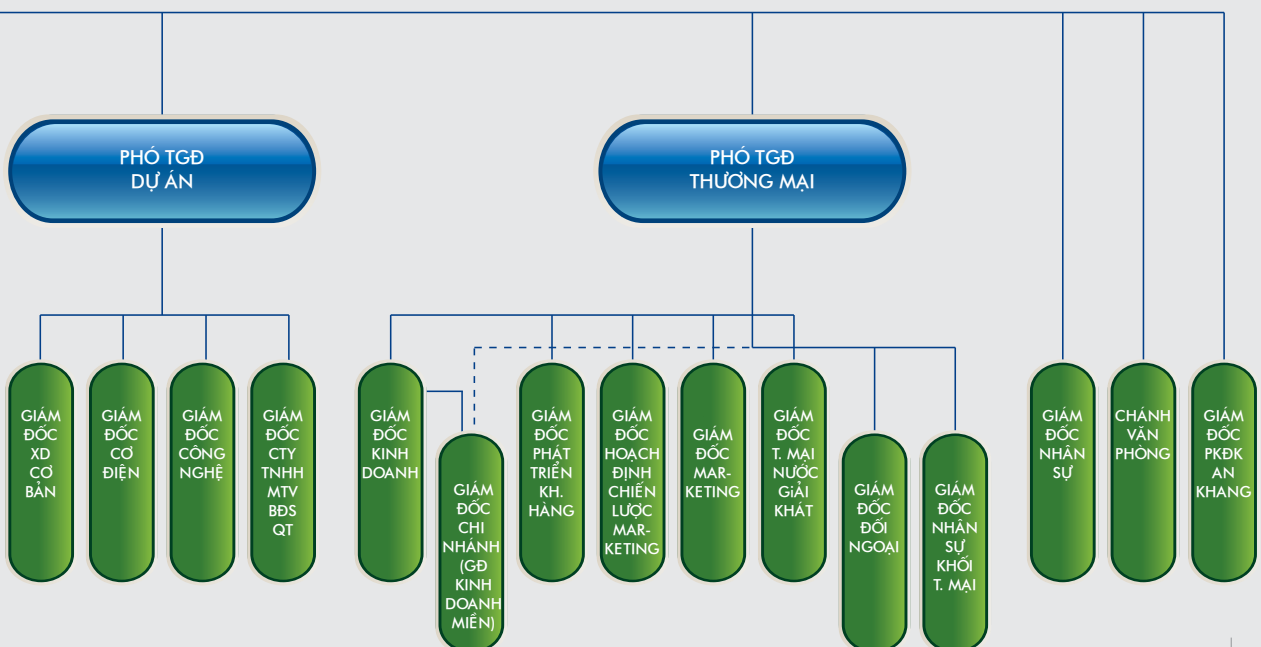 PHÓ TGĐ
DỰ ÁN
PHÓ TGĐ
THƯƠNG MẠI
GIÁM
ĐỐC
XD
CƠ
BẢN
GIÁM
ĐỐC
CƠ
ĐIỆN
GIÁM
ĐỐC
CÔNG
NGHỆ
GIÁM
ĐỐC
CTY
TNHH
MTV
BĐS
QT
GIÁM
ĐỐC
KINH
DOANH
GIÁM
ĐỐC
CHI
NHÁNH
(GĐ
KINH
DOANH
MIỀN)
GIÁM
ĐỐC
PHÁT
TRIỂN
KH.
HÀNG
GIÁM
ĐỐC
HOẠCH
ĐỊNH
CHIẾN
LƯỢC
MAR-
KETING
GIÁM
ĐỐC
MAR-
KETING
GIÁM
ĐỐC
T. MẠI
NƯỚC
GiẢI
KHÁT
GIÁM
ĐỐC
ĐỐI
NGOẠI
GIÁM
ĐỐC
NHÂN
SỰ
KHỐI
T. MẠI
GIÁM
ĐỐC
NHÂN
SỰ
CHÁNH
VĂN
PHÒNG
GIÁM
ĐỐC
PKĐK
AN
KHANG